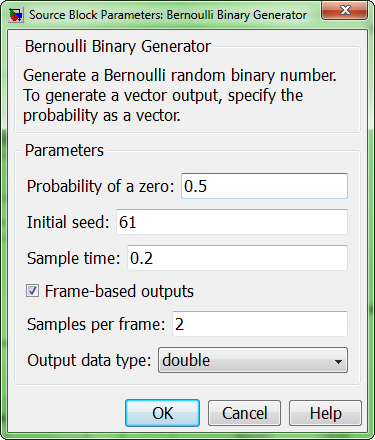 Source Block Parameters: Bernoulli Binary Generator
Bernoulli Binary Generator
Generate a Bernoulli random binary number.
To generate a vector output, specify the
probability as a vector.
Parameters
Probability of a zero: 0.5
Initial seed: 61
Sample time: 0.2
Frame-based outputs
Samples per frame: 2
Output data type: double
OK Cancel Help